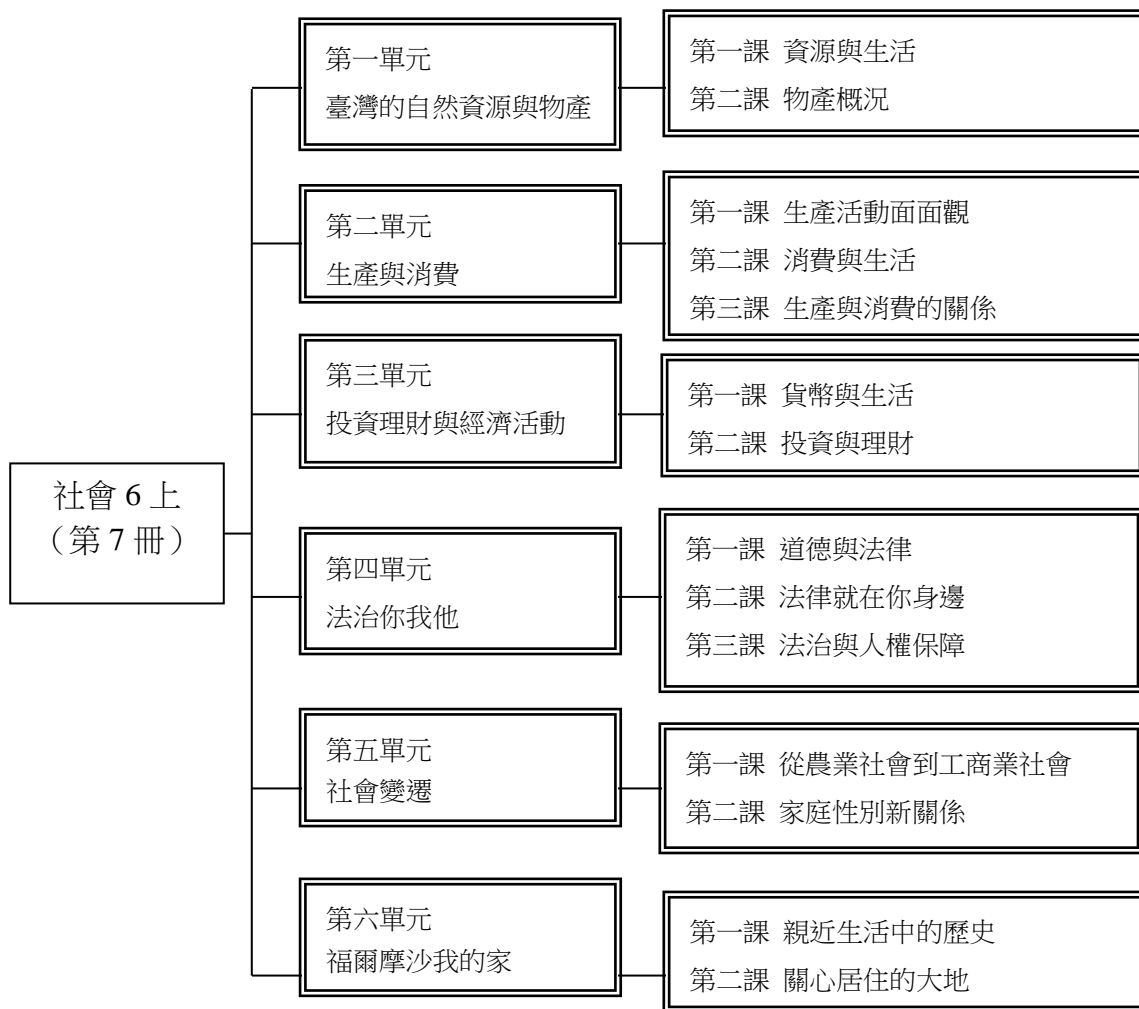 社會 6 上
（第 7 冊）
第一單元
臺灣的自然資源與物產
第一課 資源與生活
第二課 物產概況
第二單元
生產與消費
第一課 生產活動面面觀
第二課 消費與生活
第三課 生產與消費的關係
第三單元
投資理財與經濟活動
第一課 貨幣與生活
第二課 投資與理財
第四單元
法治你我他
第一課 道德與法律
第二課 法律就在你身邊
第三課 法治與人權保障
第五單元
社會變遷
第一課 從農業社會到工商業社會
第二課 家庭性別新關係
第六單元
福爾摩沙我的家
第一課 親近生活中的歷史
第二課 關心居住的大地